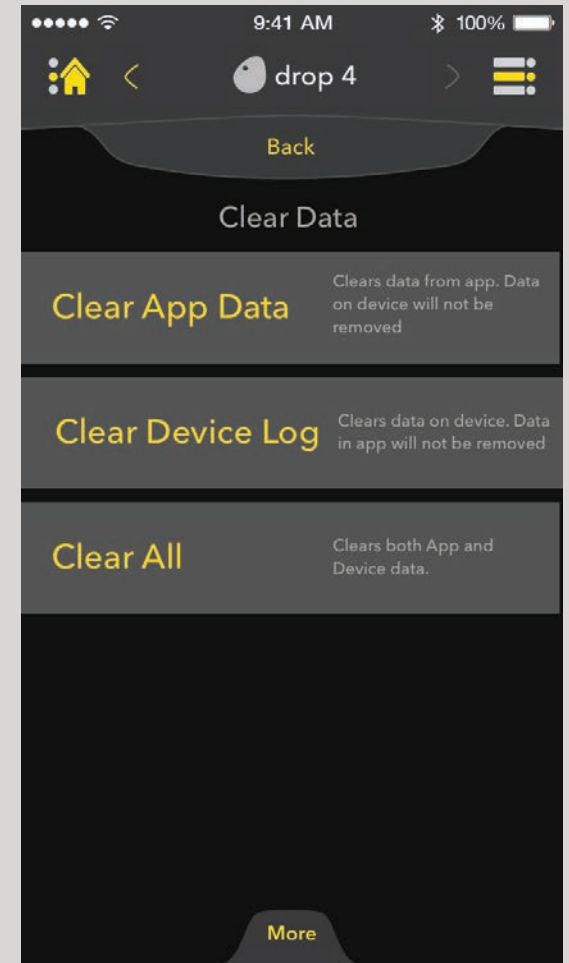 9:41 AM 100%
drop 4
Back
Clear Data
Clear App Data
Clears data from app. Data
on device will not be
removed
Clear Device Log
Clears data on device. Data
in app will not be removed
Clear All
Clears both App and
Device data.
More